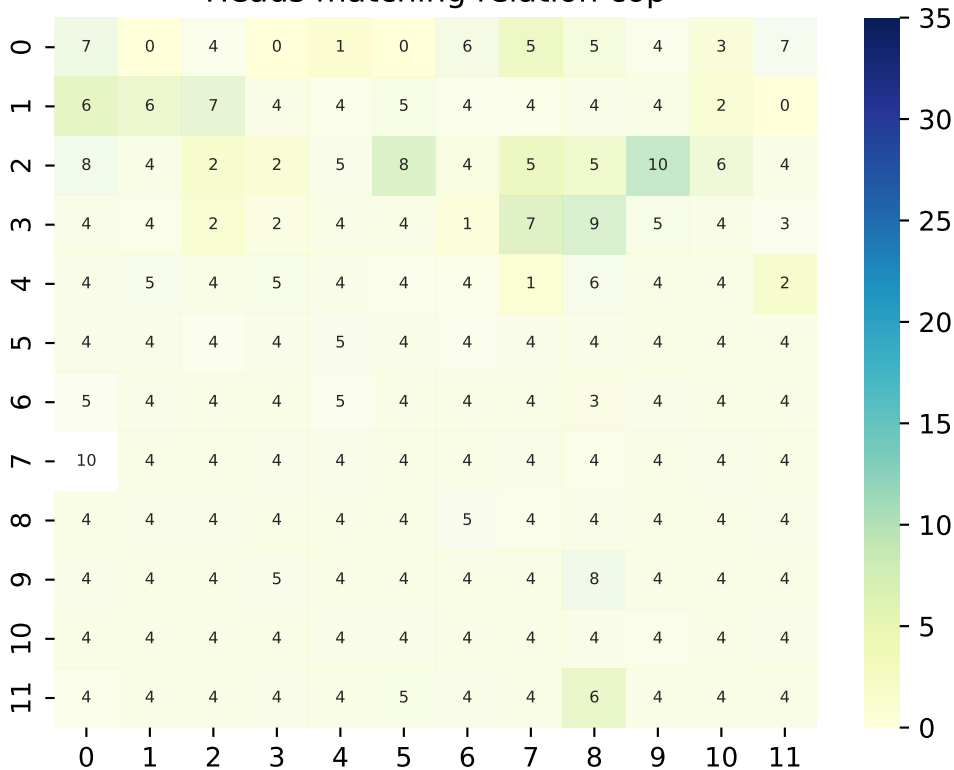 Heads matching relation cop
0 7 0 4 0 1 0 6 5 5 4 3 7
1 6 6 7 4 4 5 4 4 4 4 2 0
2 8 4 2 2 5 8 4 5 5 10 6 4
3 4 4 2 2 4 4 1 7 9 5 4 3
4 4 5 4 5 4 4 4 1 6 4 4 2
5 4 4 4 4 5 4 4 4 4 4 4 4
6 5 4 4 4 5 4 4 4 3 4 4 4
7 10 4 4 4 4 4 4 4 4 4 4 4
8 4 4 4 4 4 4 5 4 4 4 4 4
9 4 4 4 5 4 4 4 4 8 4 4 4
10 4 4 4 4 4 4 4 4 4 4 4 4
11 4 4 4 4 4 5 4 4 6 4 4 4
0 1 2 3 4 5 6 7 8 9 10 11
35
30
25
20
15
10
5
0